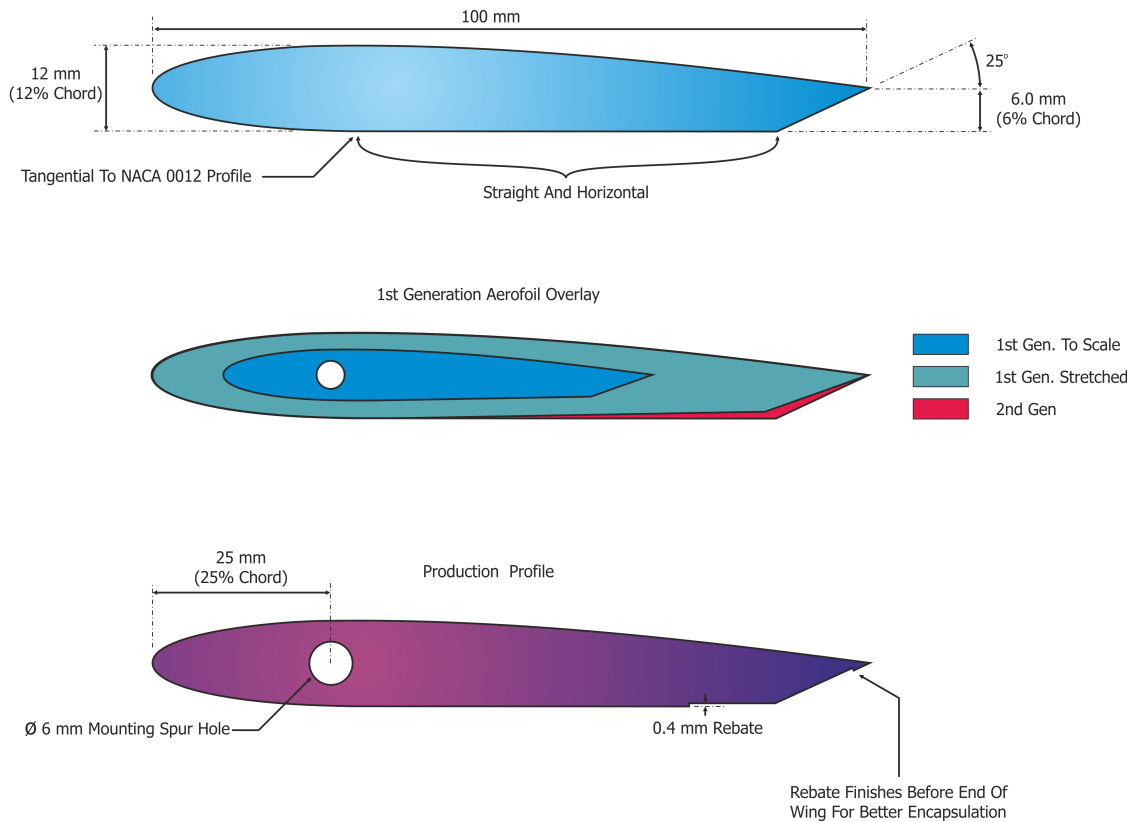 100 mm
12 mm
(12% Chord)
25°
6.0 mm
(6% Chord)
Tangential To NACA 0012 Profile
Straight And Horizontal
1st Generation Aerofoil Overlay
1st Gen. To Scale
1st Gen. Stretched
2nd Gen
25 mm
(25% Chord)
Production Profile
Ø 6 mm Mounting Spur Hole
0.4 mm Rebate
Rebate Finishes Before End Of
Wing For Better Encapsulation